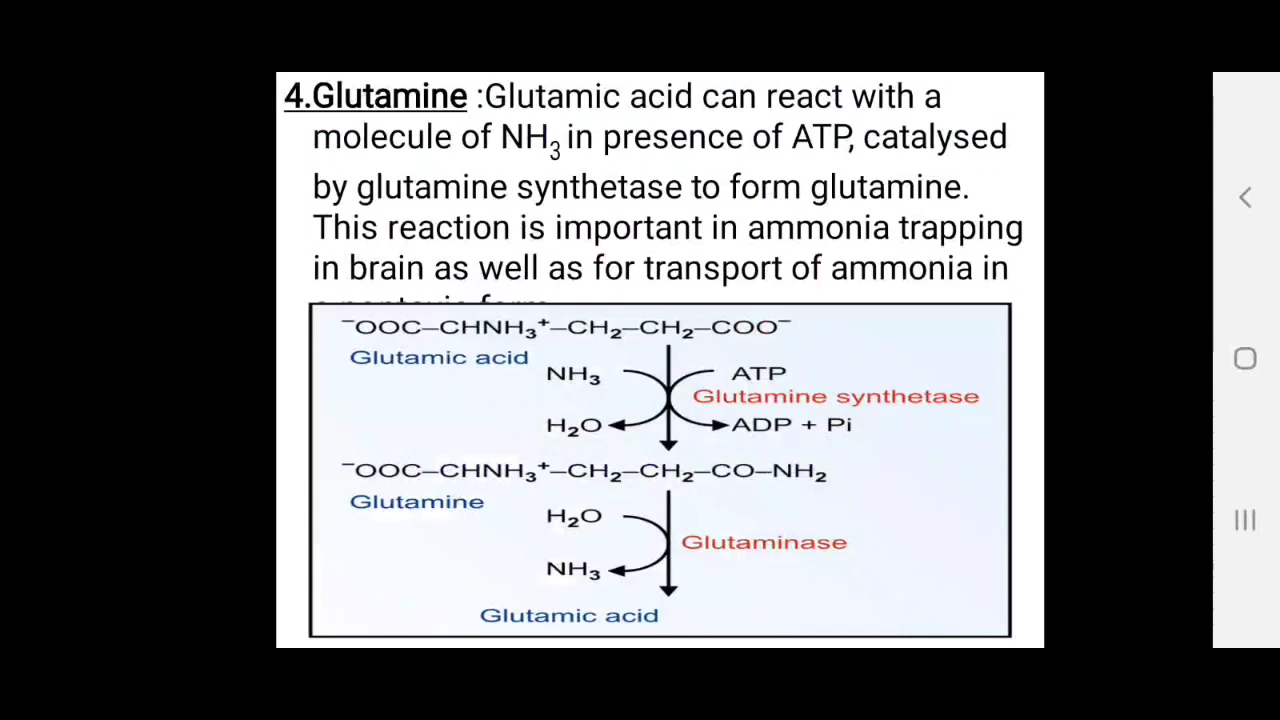 4.Glutamine :Glutamic acid can react with a
molecule of NH₃ in presence of ATP, catalysed
by glutamine synthetase to form glutamine.
This reaction is important in ammonia trapping
in brain as well as for transport of ammonia in
⁻OOC–CHNH₃⁺–CH₂–CH₂–COO⁻
Glutamic acid
NH₃ ATP
Glutamine synthetase
H₂O ADP + Pi
⁻OOC–CHNH₃⁺–CH₂–CH₂–CO–NH₂
Glutamine
H₂O
Glutaminase
NH₃
Glutamic acid